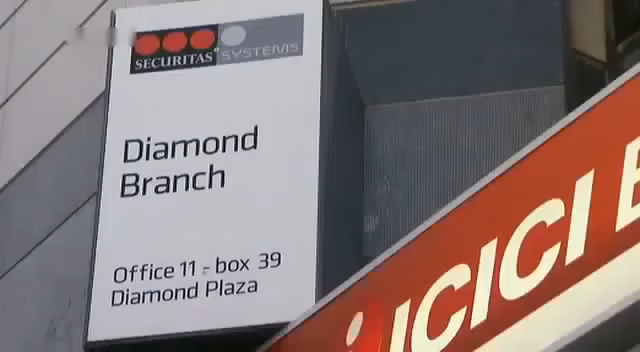 SECURITAS SYSTEMS
Diamond
Branch
Office 11 - box 39
Diamond Plaza
ICICI